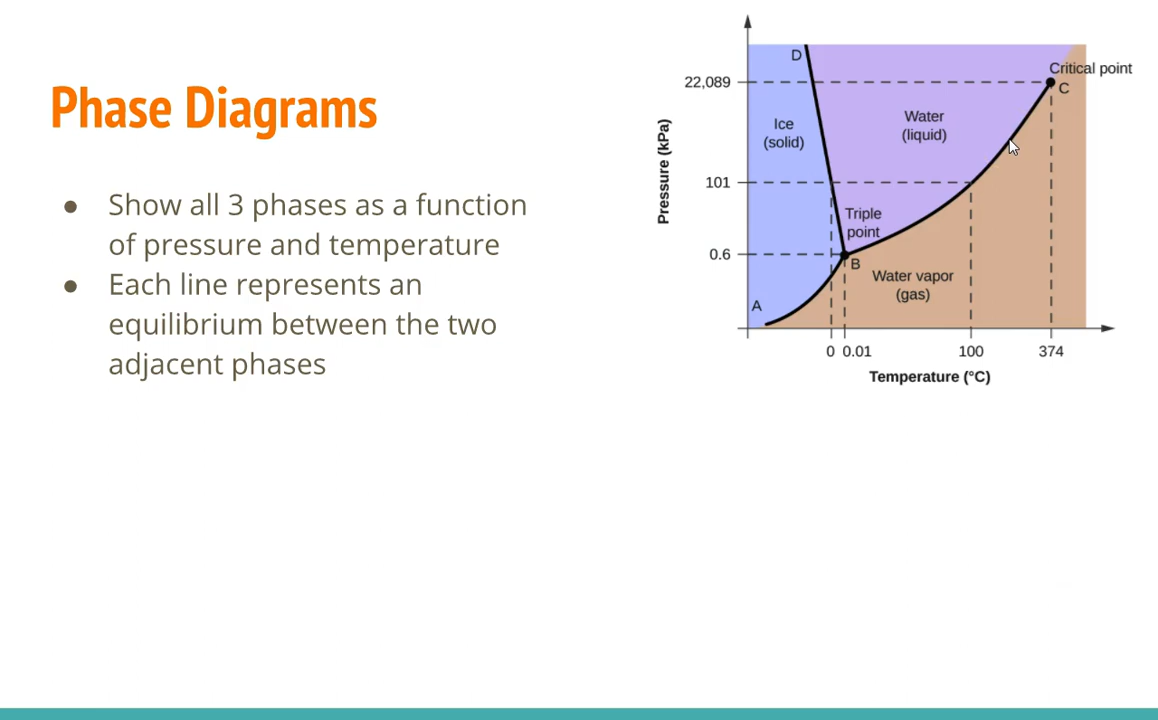 Phase Diagrams
● Show all 3 phases as a function
of pressure and temperature
● Each line represents an
equilibrium between the two
adjacent phases
Pressure (kPa)
22,089
101
0.6
D
Critical point
C
Ice
(solid)
Water
(liquid)
Triple
point
B
Water vapor
(gas)
A
0 0.01 100 374
Temperature (°C)